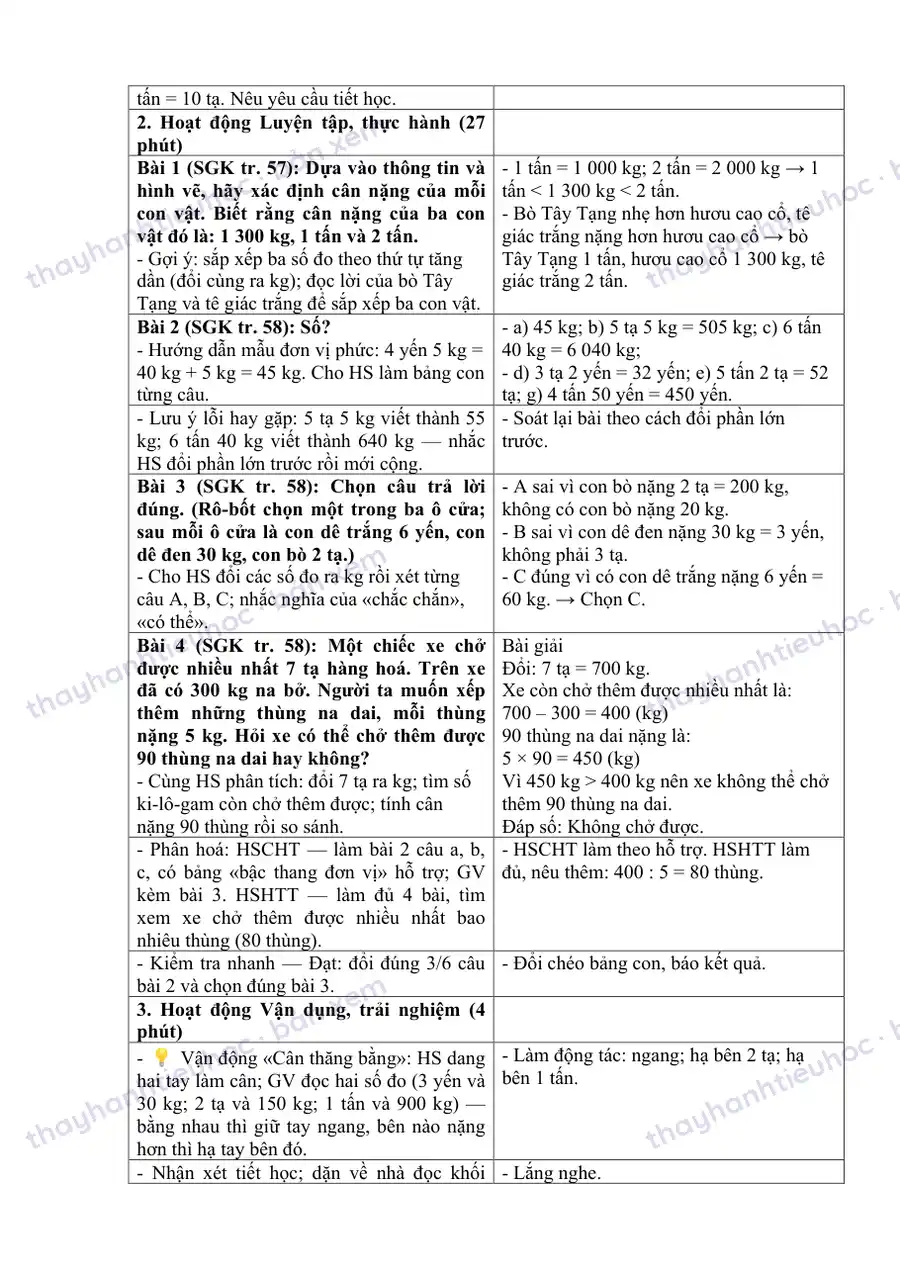 tấn = 10 tạ. Nêu yêu cầu tiết học.
2. Hoạt động Luyện tập, thực hành (27
phút)
Bài 1 (SGK tr. 57): Dựa vào thông tin và
hình vẽ, hãy xác định cân nặng của mỗi
con vật. Biết rằng cân nặng của ba con
vật đó là: 1 300 kg, 1 tấn và 2 tấn.
- Gợi ý: sắp xếp ba số đo theo thứ tự tăng
dần (đổi cùng ra kg); đọc lời của bò Tây
Tạng và tê giác trắng để sắp xếp ba con vật.
- 1 tấn = 1 000 kg; 2 tấn = 2 000 kg → 1
tấn < 1 300 kg < 2 tấn.
- Bò Tây Tạng nhẹ hơn hươu cao cổ, tê
giác trắng nặng hơn hươu cao cổ → bò
Tây Tạng 1 tấn, hươu cao cổ 1 300 kg, tê
giác trắng 2 tấn.
Bài 2 (SGK tr. 58): Số?
- Hướng dẫn mẫu đơn vị phức: 4 yến 5 kg =
40 kg + 5 kg = 45 kg. Cho HS làm bảng con
từng câu.
- a) 45 kg; b) 5 tạ 5 kg = 505 kg; c) 6 tấn
40 kg = 6 040 kg;
- d) 3 tạ 2 yến = 32 yến; e) 5 tấn 2 tạ = 52
tạ; g) 4 tấn 50 yến = 450 yến.
- Lưu ý lỗi hay gặp: 5 tạ 5 kg viết thành 55
kg; 6 tấn 40 kg viết thành 640 kg — nhắc
HS đổi phần lớn trước rồi mới cộng.
- Soát lại bài theo cách đổi phần lớn
trước.
Bài 3 (SGK tr. 58): Chọn câu trả lời
đúng. (Rô-bốt chọn một trong ba ô cửa;
sau mỗi ô cửa là con dê trắng 6 yến, con
dê đen 30 kg, con bò 2 tạ.)
- Cho HS đổi các số đo ra kg rồi xét từng
câu A, B, C; nhắc nghĩa của «chắc chắn»,
«có thể».
- A sai vì con bò nặng 2 tạ = 200 kg,
không có con bò nặng 20 kg.
- B sai vì con dê đen nặng 30 kg = 3 yến,
không phải 3 tạ.
- C đúng vì có con dê trắng nặng 6 yến =
60 kg. → Chọn C.
Bài 4 (SGK tr. 58): Một chiếc xe chở
được nhiều nhất 7 tạ hàng hoá. Trên xe
đã có 300 kg na bở. Người ta muốn xếp
thêm những thùng na dai, mỗi thùng
nặng 5 kg. Hỏi xe có thể chở thêm được
90 thùng na dai hay không?
- Cùng HS phân tích: đổi 7 tạ ra kg; tìm số
ki-lô-gam còn chở thêm được; tính cân
nặng 90 thùng rồi so sánh.
Bài giải
Đổi: 7 tạ = 700 kg.
Xe còn chở thêm được nhiều nhất là:
700 – 300 = 400 (kg)
90 thùng na dai nặng là:
5 × 90 = 450 (kg)
Vì 450 kg > 400 kg nên xe không thể chở
thêm 90 thùng na dai.
Đáp số: Không chở được.
- Phân hoá: HSCHT — làm bài 2 câu a, b,
c, có bảng «bậc thang đơn vị» hỗ trợ; GV
kèm bài 3. HSHTT — làm đủ 4 bài, tìm
xem xe chở thêm được nhiều nhất bao
nhiêu thùng (80 thùng).
- HSCHT làm theo hỗ trợ. HSHTT làm
đủ, nêu thêm: 400 : 5 = 80 thùng.
- Kiểm tra nhanh — Đạt: đổi đúng 3/6 câu
bài 2 và chọn đúng bài 3.
- Đổi chéo bảng con, báo kết quả.
3. Hoạt động Vận dụng, trải nghiệm (4
phút)
- 💡 Vận động «Cân thăng bằng»: HS dang
hai tay làm cân; GV đọc hai số đo (3 yến và
30 kg; 2 tạ và 150 kg; 1 tấn và 900 kg) —
bằng nhau thì giữ tay ngang, bên nào nặng
hơn thì hạ tay bên đó.
- Làm động tác: ngang; hạ bên 2 tạ; hạ
bên 1 tấn.
- Nhận xét tiết học; dặn về nhà đọc khối
- Lắng nghe.
thayhanhtieuhoc · bản xem
thayhanhtieuhoc · b
thayhanhtieuhoc · bản xem
thayhanhtieuhoc · b
thayhanhtieuhoc · bản xem
thayhanhtieuhoc · b